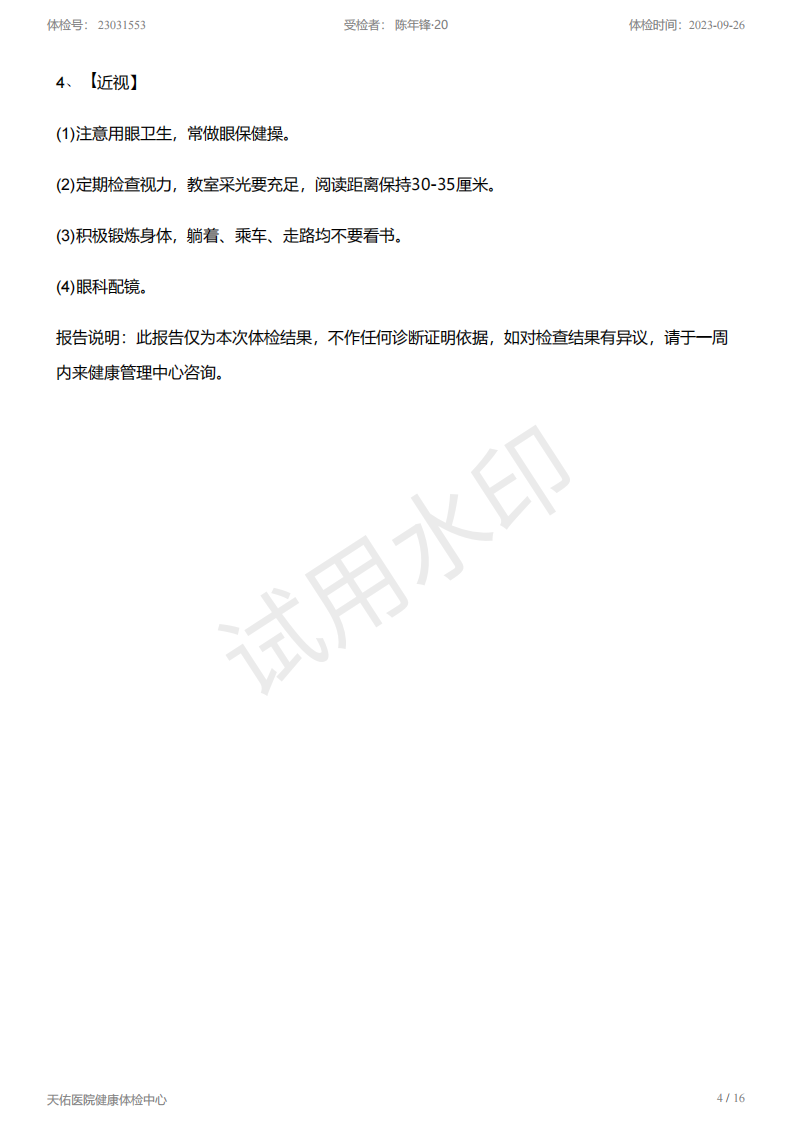 体检号： 23031553 受检者： 陈年锋·20 体检时间：2023-09-26
4、【近视】
(1)注意用眼卫生，常做眼保健操。
(2)定期检查视力，教室采光要充足，阅读距离保持30-35厘米。
(3)积极锻炼身体，躺着、乘车、走路均不要看书。
(4)眼科配镜。
报告说明：此报告仅为本次体检结果，不作任何诊断证明依据，如对检查结果有异议，请于一周
内来健康管理中心咨询。
试用水印
天佑医院健康体检中心 4 / 16